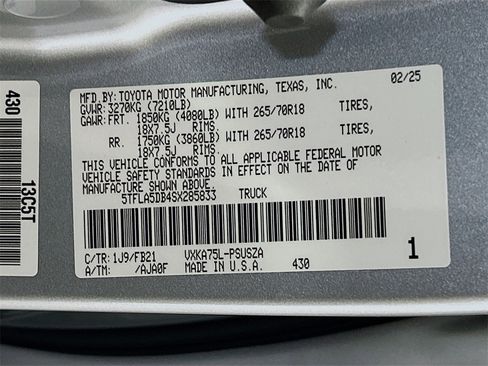 MFD.BY:TOYOTA MOTOR MANUFACTURING, TEXAS, INC. 02/25
GVWR: 3270KG (7210LB)
GAWR:FRT. 1850KG (4080LB) WITH 265/70R18 TIRES,
18X7.5J RIMS.
RR. 1750KG (3860LB) WITH 265/70R18 TIRES,
18X7.5J RIMS.
THIS VEHICLE CONFORMS TO ALL APPLICABLE FEDERAL MOTOR
VEHICLE SAFETY STANDARDS IN EFFECT ON THE DATE OF
MANUFACTURE SHOWN ABOVE.
5TFLA5DB4SX285833 TRUCK
C/TR: 1J9/FB21 VXKA75L-PSUSZA 1
A/TM: /AJA0F MADE IN U.S.A. 430
430
13C5T